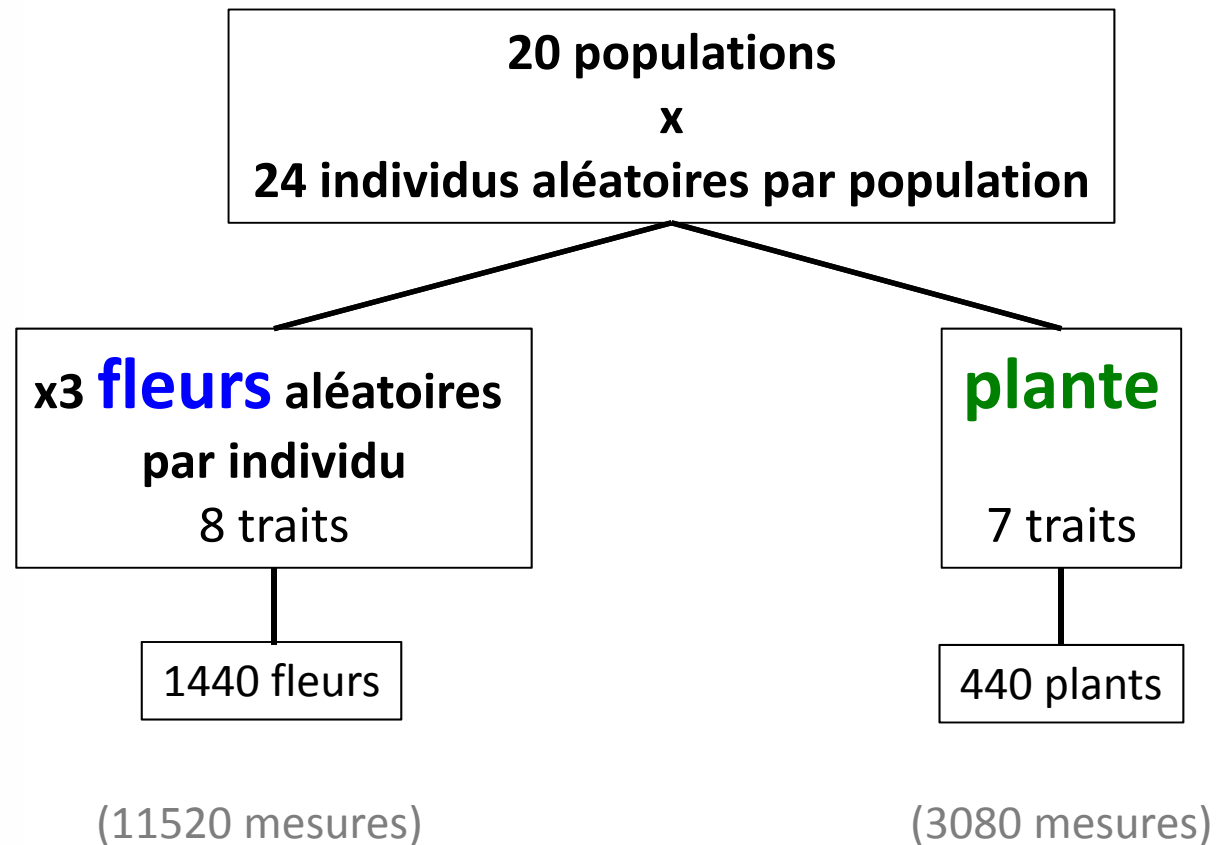 20 populations
x
24 individus aléatoires par population
x3 fleurs aléatoires
par individu
8 traits
plante
7 traits
1440 fleurs
440 plants
(11520 mesures)
(3080 mesures)